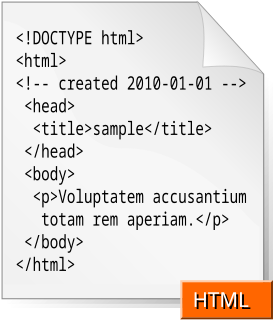 <!DOCTYPE html>
<html>
<!-- created 2010-01-01 -->
 <head>
  <title>sample</title>
 </head>
 <body>
  <p>Voluptatem accusantium
   totam rem aperiam.</p>
 </body>
</html>
HTML